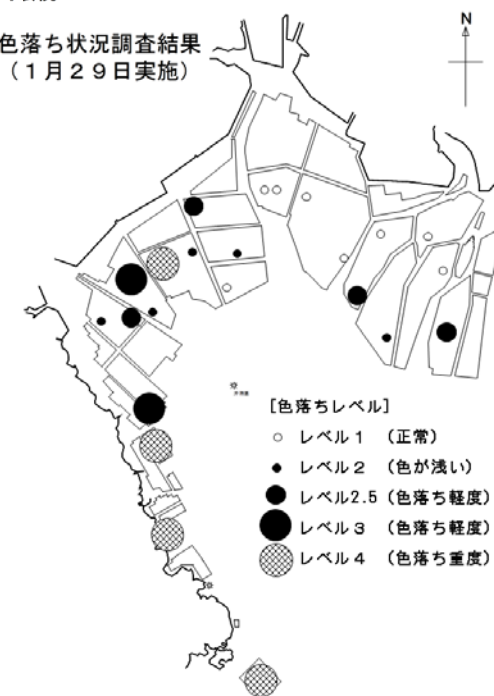 色落ち状況調査結果
(１月２９日実施)
N
[色落ちレベル]
レベル１ （正常）
レベル２ （色が浅い）
レベル2.5 （色落ち軽度）
レベル３ （色落ち軽度）
レベル４ （色落ち重度）